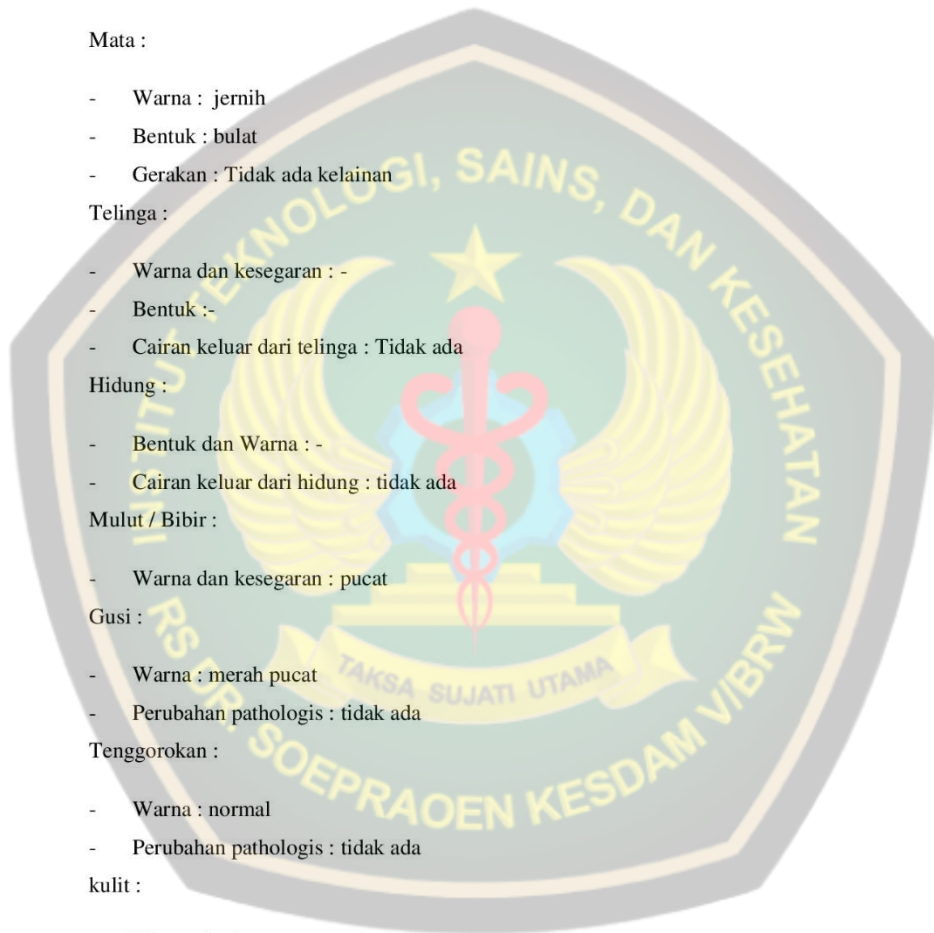 Mata :
- Warna : jernih
- Bentuk : bulat
- Gerakan : Tidak ada kelainan
Telinga :
- Warna dan kesegaran : -
- Bentuk :-
- Cairan keluar dari telinga : Tidak ada
Hidung :
- Bentuk dan Warna : -
- Cairan keluar dari hidung : tidak ada
Mulut / Bibir :
- Warna dan kesegaran : pucat
Gusi :
- Warna : merah pucat
- Perubahan pathologis : tidak ada
Tenggorokan :
- Warna : normal
- Perubahan pathologis : tidak ada
kulit :
INSTITUT TEKNOLOGI, SAINS, DAN KESEHATAN
TAKSA SUJATI UTAMA
RS DR. SOEPRAOEN KESDAM V/BRW